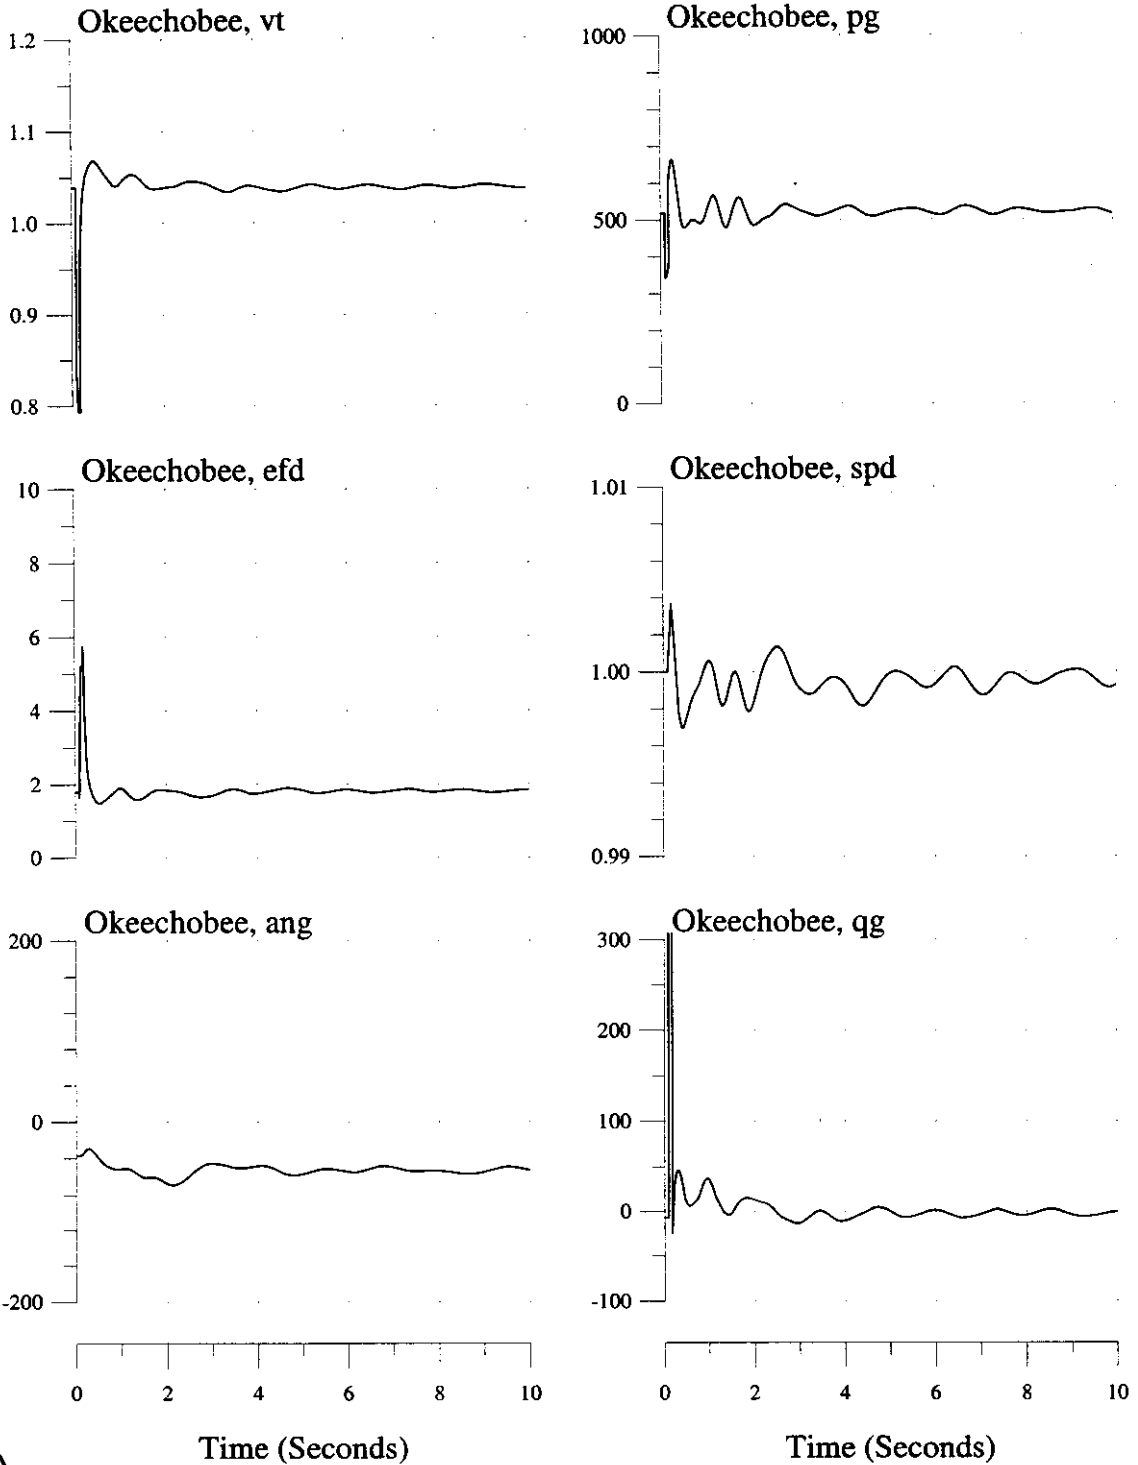 Okeechobee, vt
1.2
1.1
1.0
0.9
0.8
Okeechobee, pg
1000
500
0
Okeechobee, efd
10
8
6
4
2
0
Okeechobee, spd
1.01
1.00
0.99
Okeechobee, ang
200
0
-200
0 2 4 6 8 10
Time (Seconds)
Okeechobee, qg
300
200
100
0
-100
0 2 4 6 8 10
Time (Seconds)